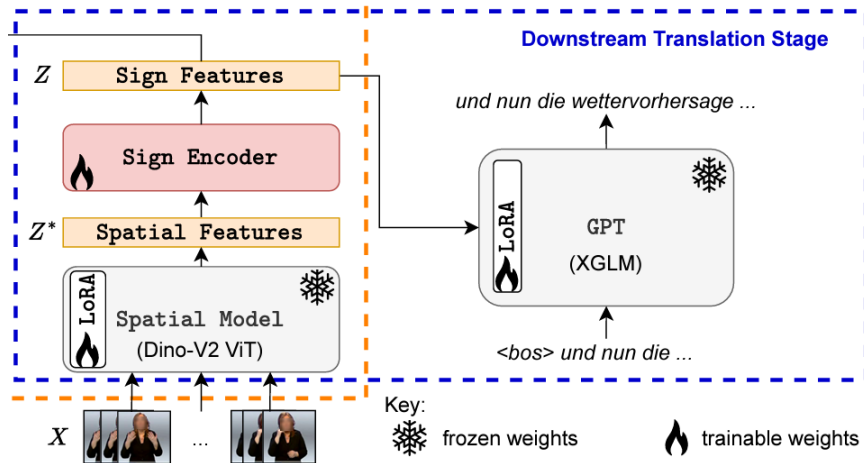 Downstream Translation Stage
Z
Sign Features
und nun die wettervorhersage ...
Sign Encoder
LoRA
GPT
(XGLM)
Z*
Spatial Features
LoRA
Spatial Model
(Dino-V2 ViT)
<bos> und nun die ...
X
...
Key:
frozen weights
trainable weights